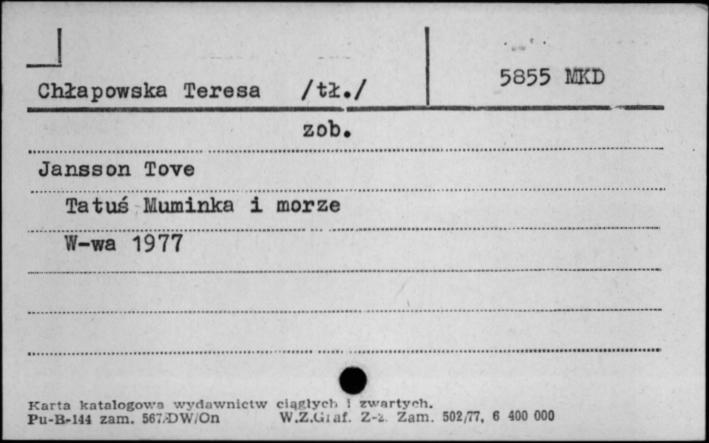 Chłapowska Teresa /tł./ 5855 MKD
zob.
Jansson Tove
Tatuś Muminka i morze
W-wa 1977
Karta katalogowa wydawnictw ciągłych i zwartych.
Pu-B-144 zam. 567/DW/On W.Z.Graf. Z-2. Zam. 502/77, 6 400 000